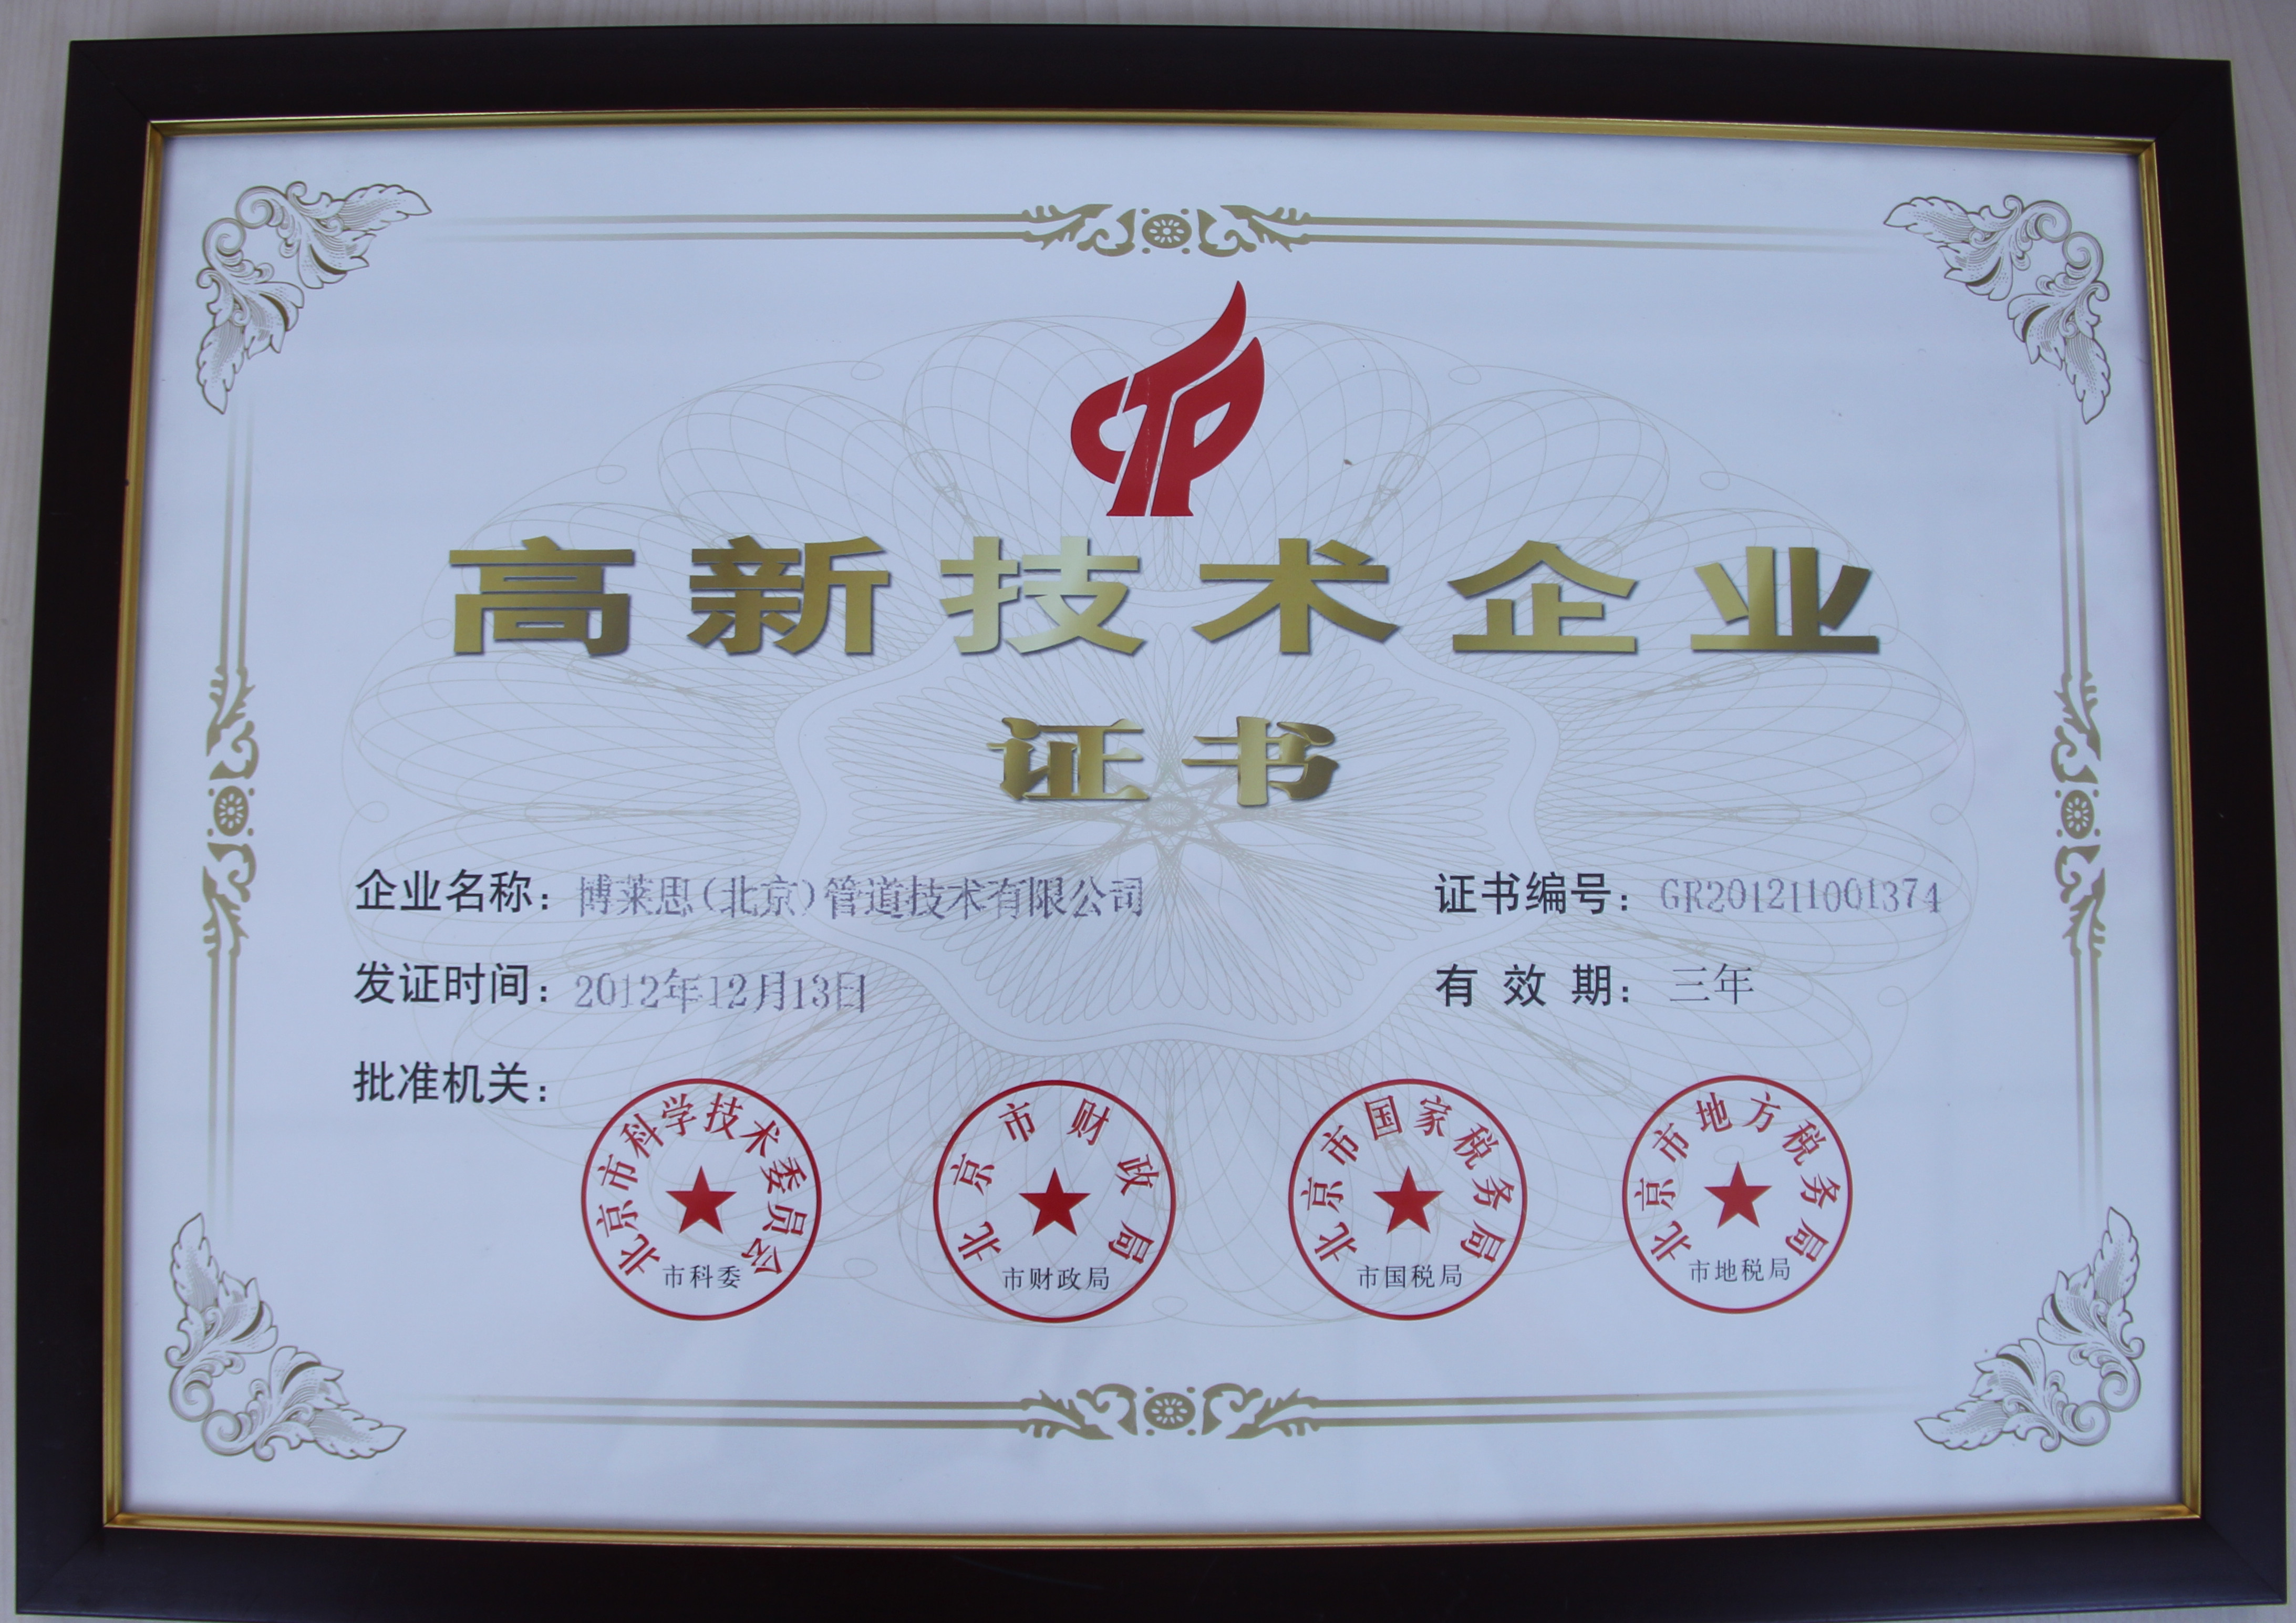 CTP
高新技术企业
证书
企业名称：博莱思（北京）管道技术有限公司
证书编号：GR201211001374
发证时间：2012年12月13日
有效期：三年
批准机关：
北京市科学技术委员会
市科委
北京市财政局
市财政局
北京市国家税务局
市国税局
北京市地方税务局
市地税局